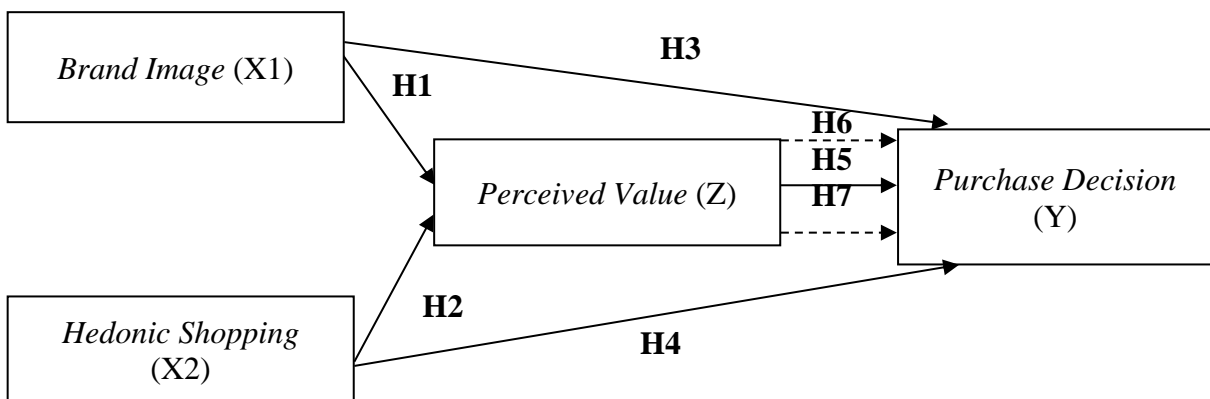 Brand Image (X1)
H3
H1
H6
H5
H7
Perceived Value (Z)
Purchase Decision
(Y)
Hedonic Shopping
(X2)
H2
H4